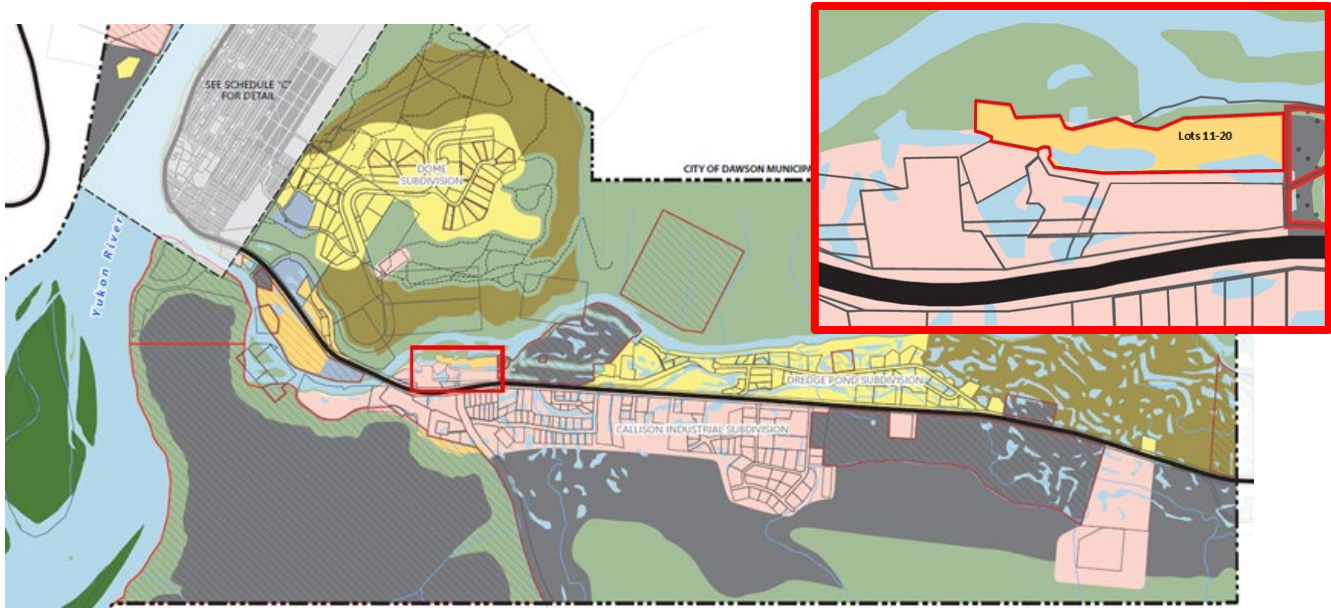 SEE SCHEDULE "C"
FOR DETAIL
Lots 11-20
DOME
SUBDIVISION
CITY OF DAWSON MUNICIPA
Yukon River
DREDGE POND SUBDIVISION
CALLISON INDUSTRIAL SUBDIVISION